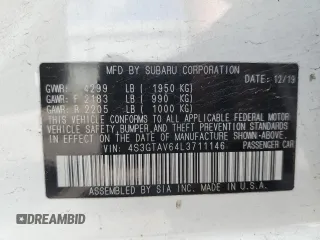 MFD BY SUBARU CORPORATION DATE: 12/19
GVWR: 4299 LB ( 1950 KG)
GAWR: F 2183 LB ( 990 KG)
GAWR: R 2205 LB ( 1000 KG)
THIS VEHICLE CONFORMS TO ALL APPLICABLE FEDERAL MOTOR
VEHICLE SAFETY, BUMPER, AND THEFT PREVENTION STANDARDS IN
EFFECT ON THE DATE OF MANUFACTURE SHOWN ABOVE.
VIN: 4S3GTAV64L3711146 PASSENGER CAR
ASSEMBLED BY SIA INC. MADE IN U.S.A.
© STREAMBID